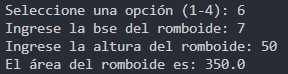 Seleccione una opción (1-4): 6
Ingrese la bse del romboide: 7
Ingrese la altura del romboide: 50
El área del romboide es: 350.0